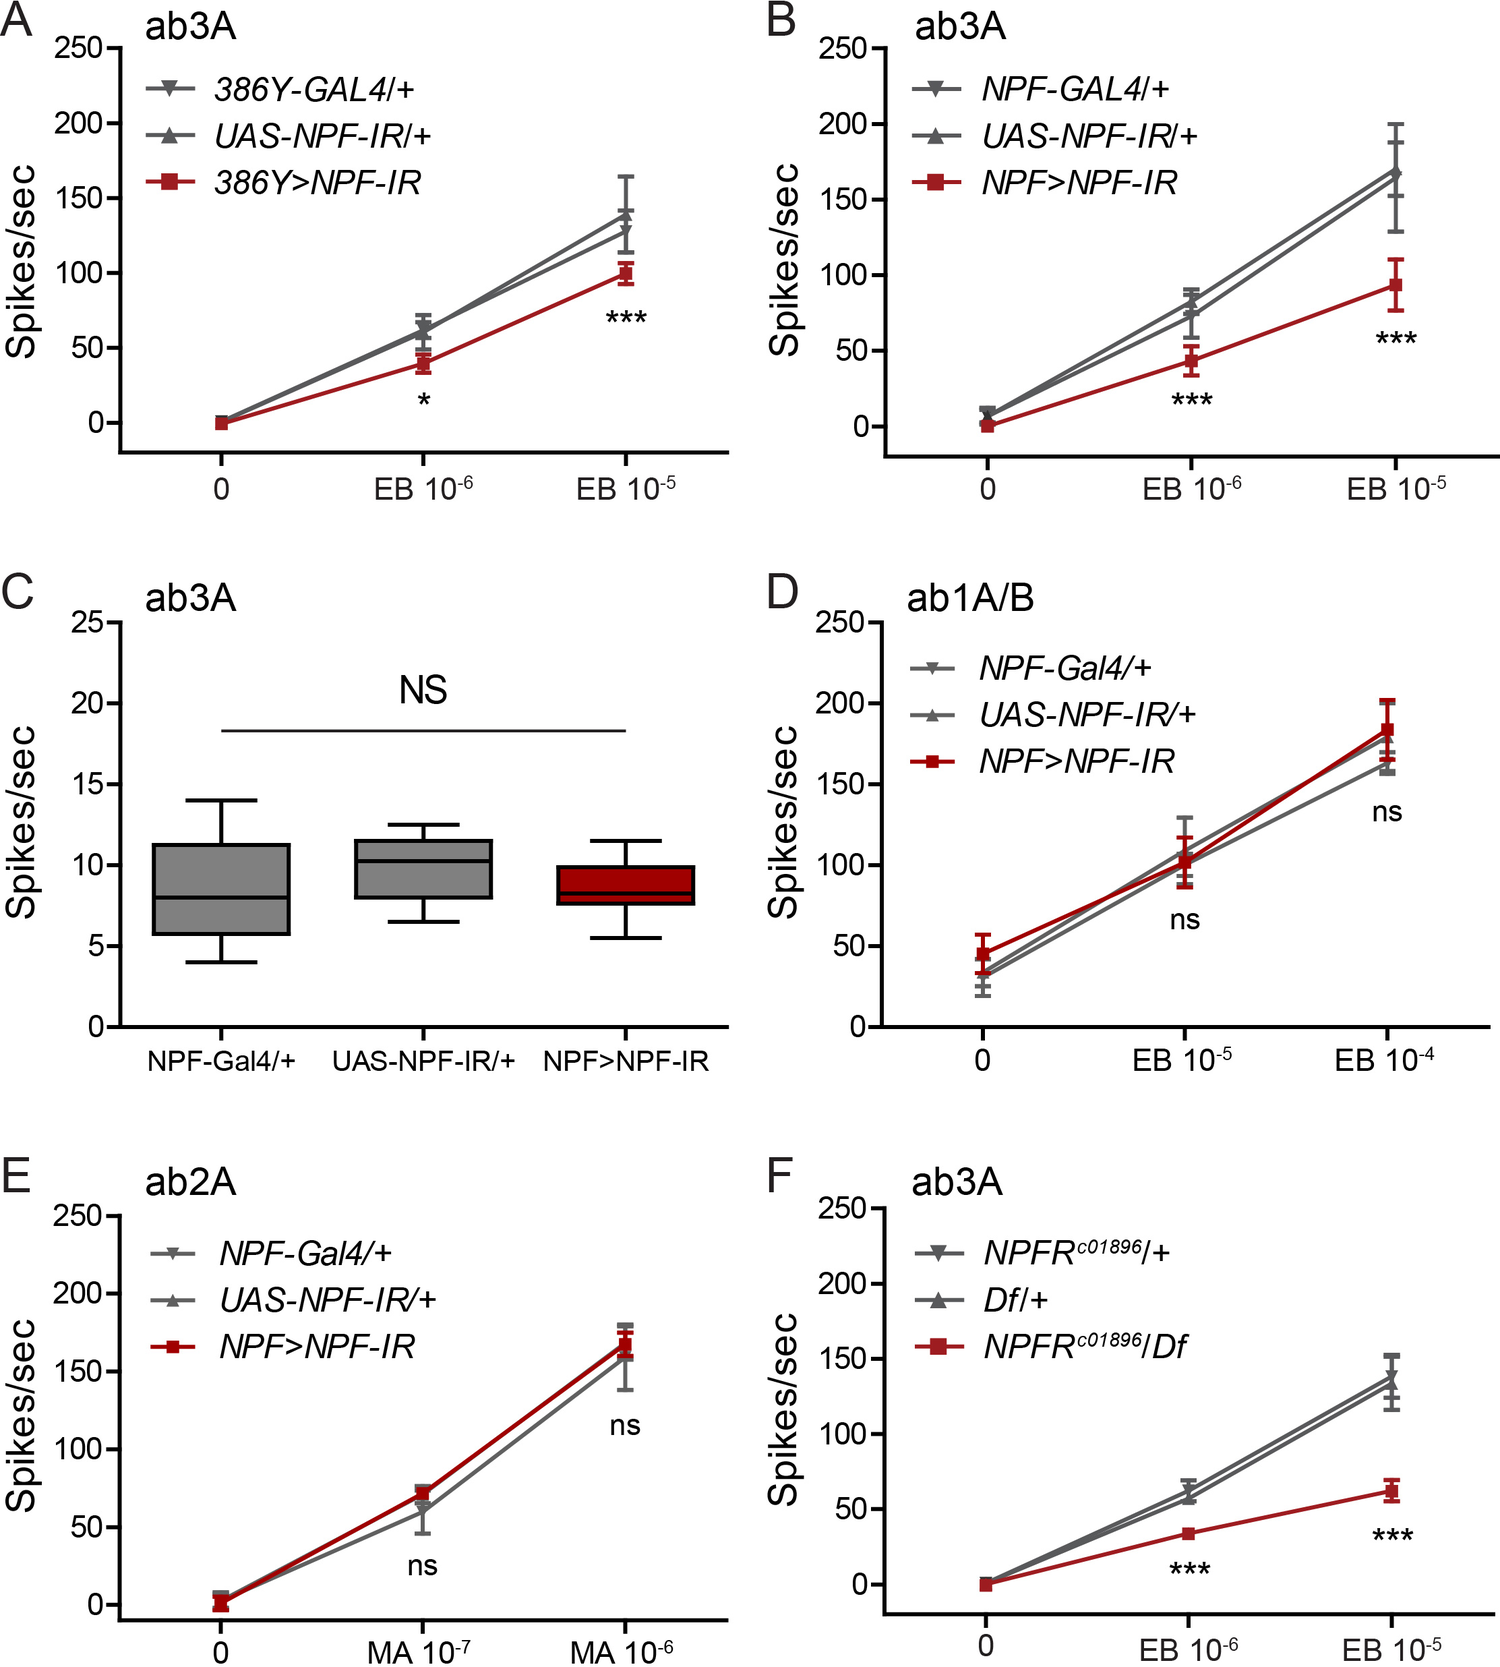 A ab3A
250
200
150
100
50
0
Spikes/sec
386Y-GAL4/+
UAS-NPF-IR/+
386Y>NPF-IR
*
***
0 EB 10-6 EB 10-5
B ab3A
250
200
150
100
50
0
Spikes/sec
NPF-GAL4/+
UAS-NPF-IR/+
NPF>NPF-IR
***
***
0 EB 10-6 EB 10-5
C ab3A
25
20
15
10
5
0
Spikes/sec
NS
NPF-Gal4/+ UAS-NPF-IR/+ NPF>NPF-IR
D ab1A/B
250
200
150
100
50
0
Spikes/sec
NPF-Gal4/+
UAS-NPF-IR/+
NPF>NPF-IR
ns
ns
0 EB 10-5 EB 10-4
E ab2A
250
200
150
100
50
0
Spikes/sec
NPF-Gal4/+
UAS-NPF-IR/+
NPF>NPF-IR
ns
ns
0 MA 10-7 MA 10-6
F ab3A
250
200
150
100
50
0
Spikes/sec
NPFRc01896/+
Df/+
NPFRc01896/Df
***
***
0 EB 10-6 EB 10-5